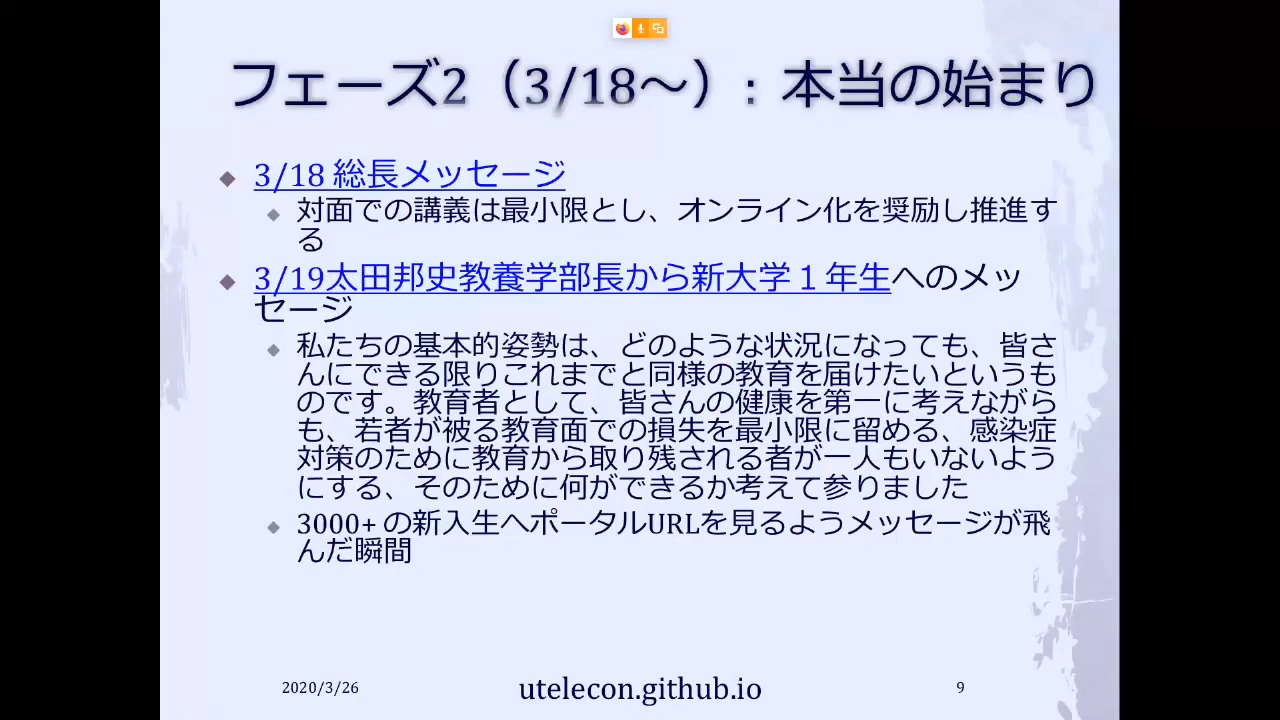 フェーズ2（3/18～）: 本当の始まり
3/18 総長メッセージ
対面での講義は最小限とし、オンライン化を奨励し推進す
る
3/19太田邦史教養学部長から新大学１年生へのメッ
セージ
私たちの基本的姿勢は、どのような状況になっても、皆さ
んにできる限りこれまでと同様の教育を届けたいというも
のです。教育者として、皆さんの健康を第一に考えながら
も、若者が被る教育面での損失を最小限に留める、感染症
対策のために教育から取り残される者が一人もいないよう
にする、そのために何ができるか考えて参りました
3000+ の新入生へポータルURLを見るようメッセージが飛
んだ瞬間
2020/3/26
utelecon.github.io
9